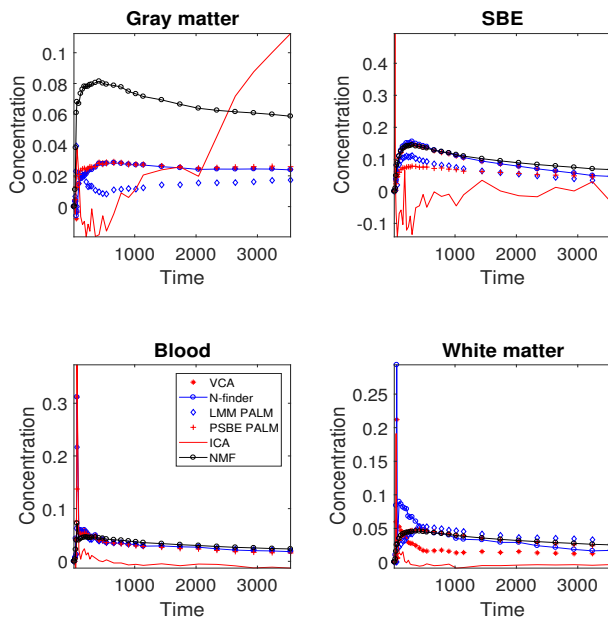 Gray matter
Concentration
0.1
0.08
0.06
0.04
0.02
0
1000 2000 3000
Time
SBE
Concentration
0.4
0.3
0.2
0.1
0
-0.1
0 1000 2000 3000
Time
Blood
Concentration
0.3
0.2
0.1
0
0 1000 2000 3000
Time
VCA
N-finder
LMM PALM
PSBE PALM
ICA
NMF
White matter
Concentration
0.25
0.2
0.15
0.1
0.05
0
0 1000 2000 3000
Time